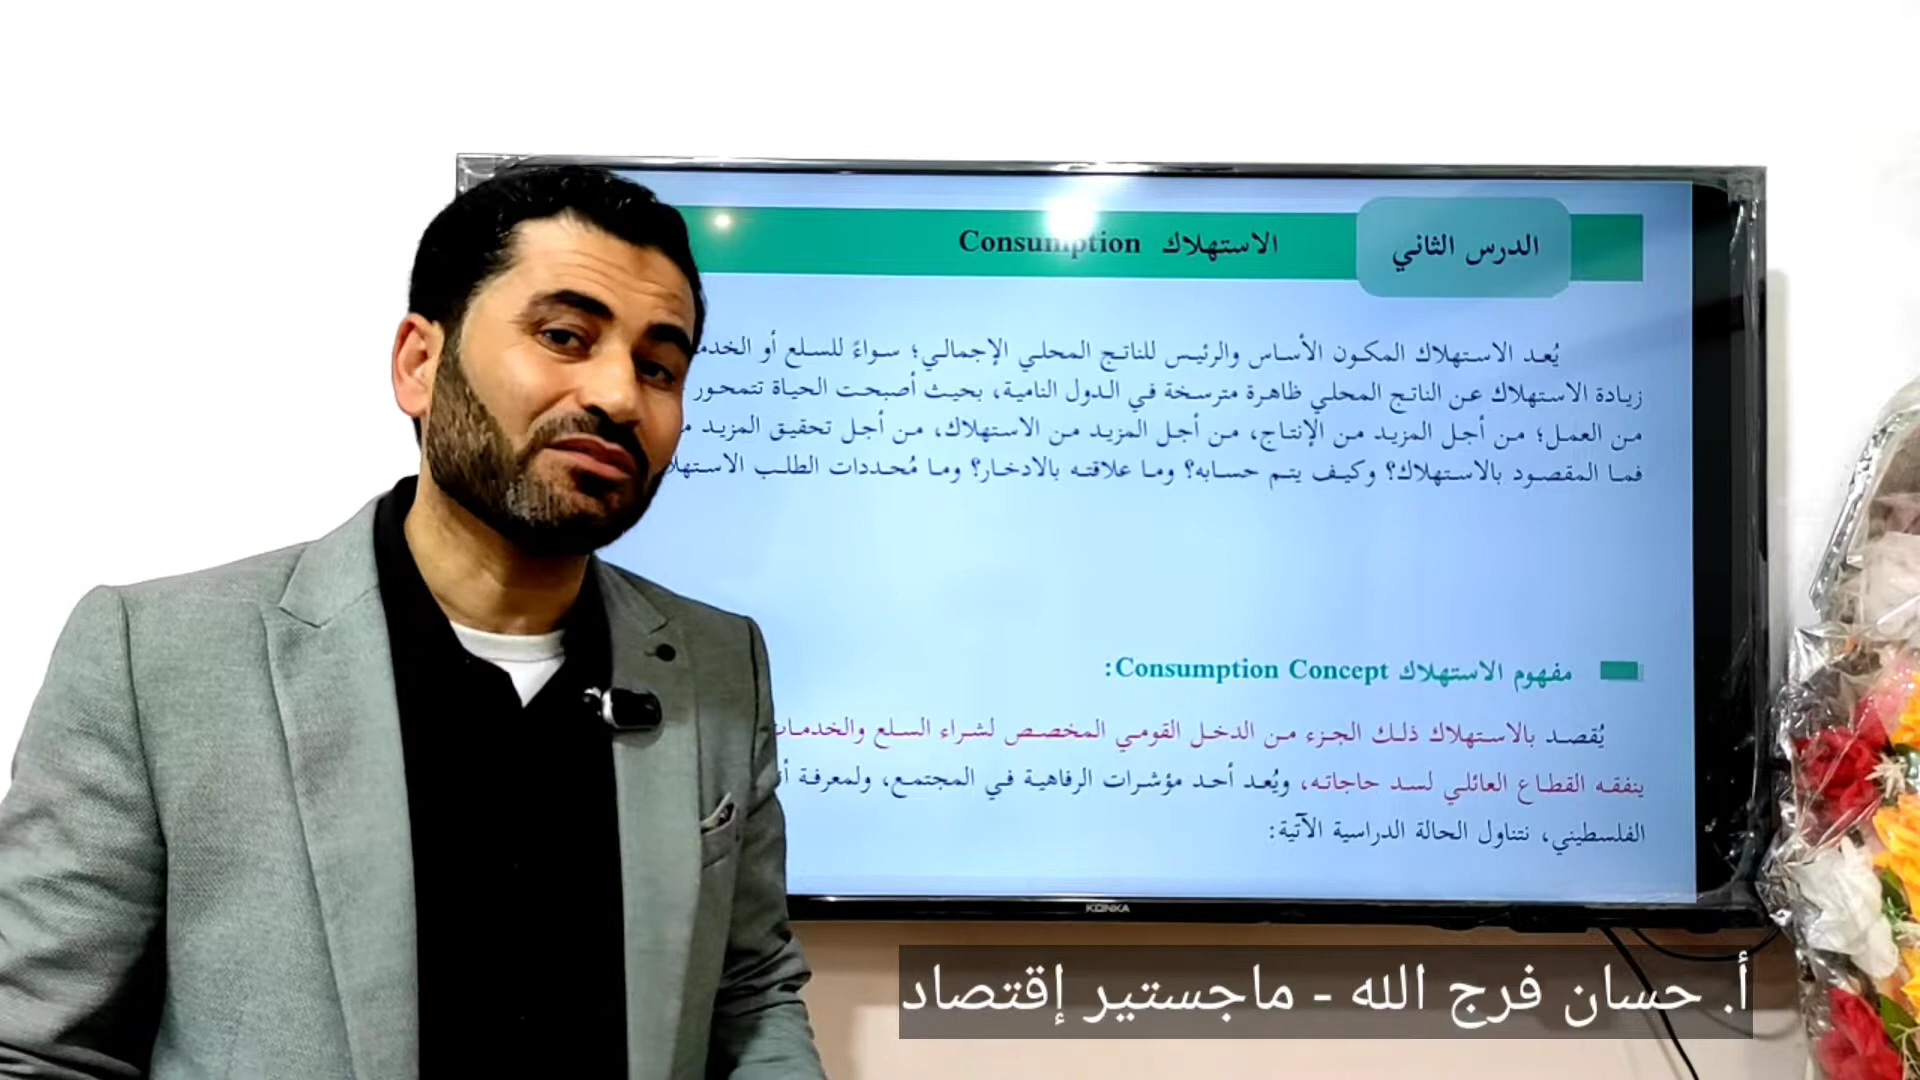 الدرس الثاني
الاستهلاك Consumption
يُعد الاستهلاك المكون الأساس والرئيس للناتج المحلي الإجمالي؛ سواءً للسلع أو
زيادة الاستهلاك عن الناتج المحلي ظاهرة مترسخة في الدول النامية، بحيث أصبحت الحياة تتمحور
من العمل؛ من أجل المزيد من الإنتاج، من أجل المزيد من الاستهلاك، من أجل تحقيق المزيد
فما المقصود بالاستهلاك؟ وكيف يتم حسابه؟ وما علاقته بالادخار؟ وما مُحددات الطلب
مفهوم الاستهلاك Consumption Concept:
يُقصد بالاستهلاك ذلك الجزء من الدخل القومي المخصص لشراء السلع والخدمات
ينفقه القطاع العائلي لسد حاجاته، ويُعد أحد مؤشرات الرفاهية في المجتمع، ولمعرفة
الفلسطيني، نتناول الحالة الدراسية الآتية:
KONKA
أ. حسان فرج الله - ماجستير إقتصاد